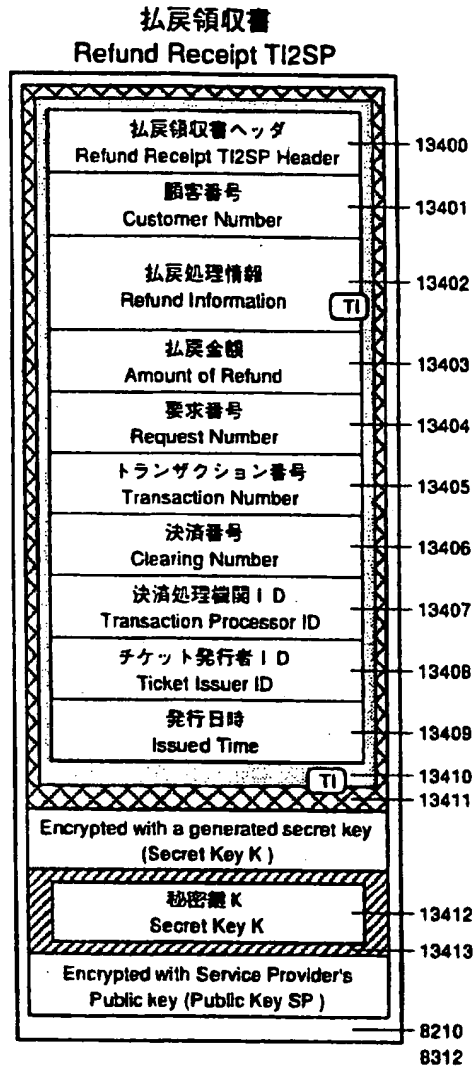 払戻領収書
Refund Receipt TI2SP
払戻領収書ヘッダ
Refund Receipt TI2SP Header
13400
顧客番号
Customer Number
13401
払戻処理情報
Refund Information
TI
13402
払戻金額
Amount of Refund
13403
要求番号
Request Number
13404
トランザクション番号
Transaction Number
13405
決済番号
Clearing Number
13406
決済処理機関ID
Transaction Processor ID
13407
チケット発行者ID
Ticket Issuer ID
13408
発行日時
Issued Time
13409
TI
13410
13411
Encrypted with a generated secret key
(Secret Key K )
秘密鍵K
Secret Key K
13412
13413
Encrypted with Service Provider's
Public key (Public Key SP )
8210
8312